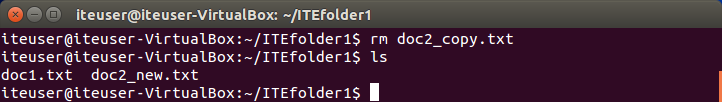 iteuser@iteuser-VirtualBox: ~/ITEfolder1
iteuser@iteuser-VirtualBox:~/ITEfolder1$ rm doc2_copy.txt
iteuser@iteuser-VirtualBox:~/ITEfolder1$ ls
doc1.txt  doc2_new.txt
iteuser@iteuser-VirtualBox:~/ITEfolder1$